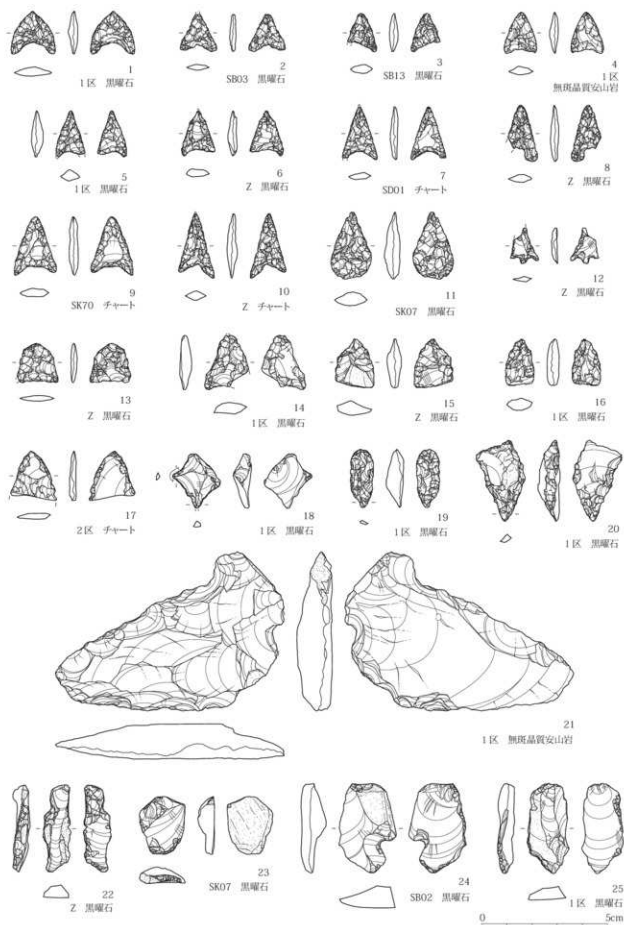 1
1区 黒曜石
2
SB03 黒曜石
3
SB13 黒曜石
4
1区
無斑晶質安山岩
5
1区 黒曜石
6
Z 黒曜石
7
SD01 チャート
8
Z 黒曜石
9
SK70 チャート
10
Z チャート
11
SK07 黒曜石
12
Z 黒曜石
13
Z 黒曜石
14
1区 黒曜石
15
Z 黒曜石
16
1区 黒曜石
17
2区 チャート
18
1区 黒曜石
19
1区 黒曜石
20
1区 黒曜石
21
1区 無斑晶質安山岩
22
Z 黒曜石
23
SK07 黒曜石
24
SB02 黒曜石
25
1区 黒曜石
0 5cm